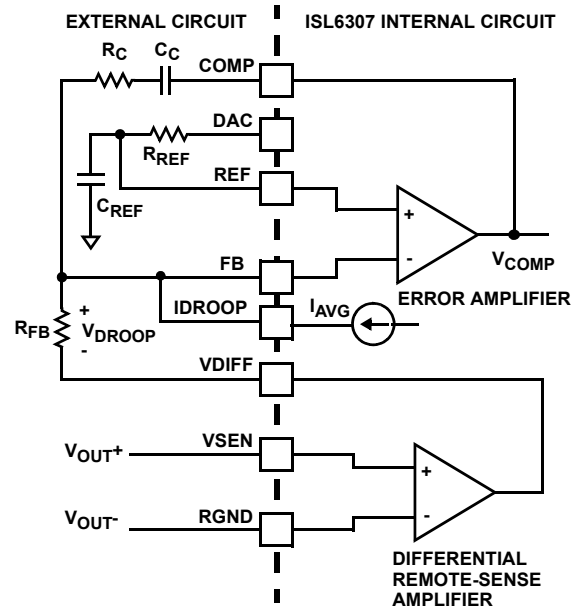 EXTERNAL CIRCUIT
ISL6307 INTERNAL CIRCUIT
RC
CC
COMP
DAC
RREF
REF
CREF
+
-
VCOMP
FB
ERROR AMPLIFIER
IDROOP
IAVG
RFB
+
VDROOP
-
VDIFF
VOUT+
VSEN
+
VOUT-
RGND
-
DIFFERENTIAL
REMOTE-SENSE
AMPLIFIER